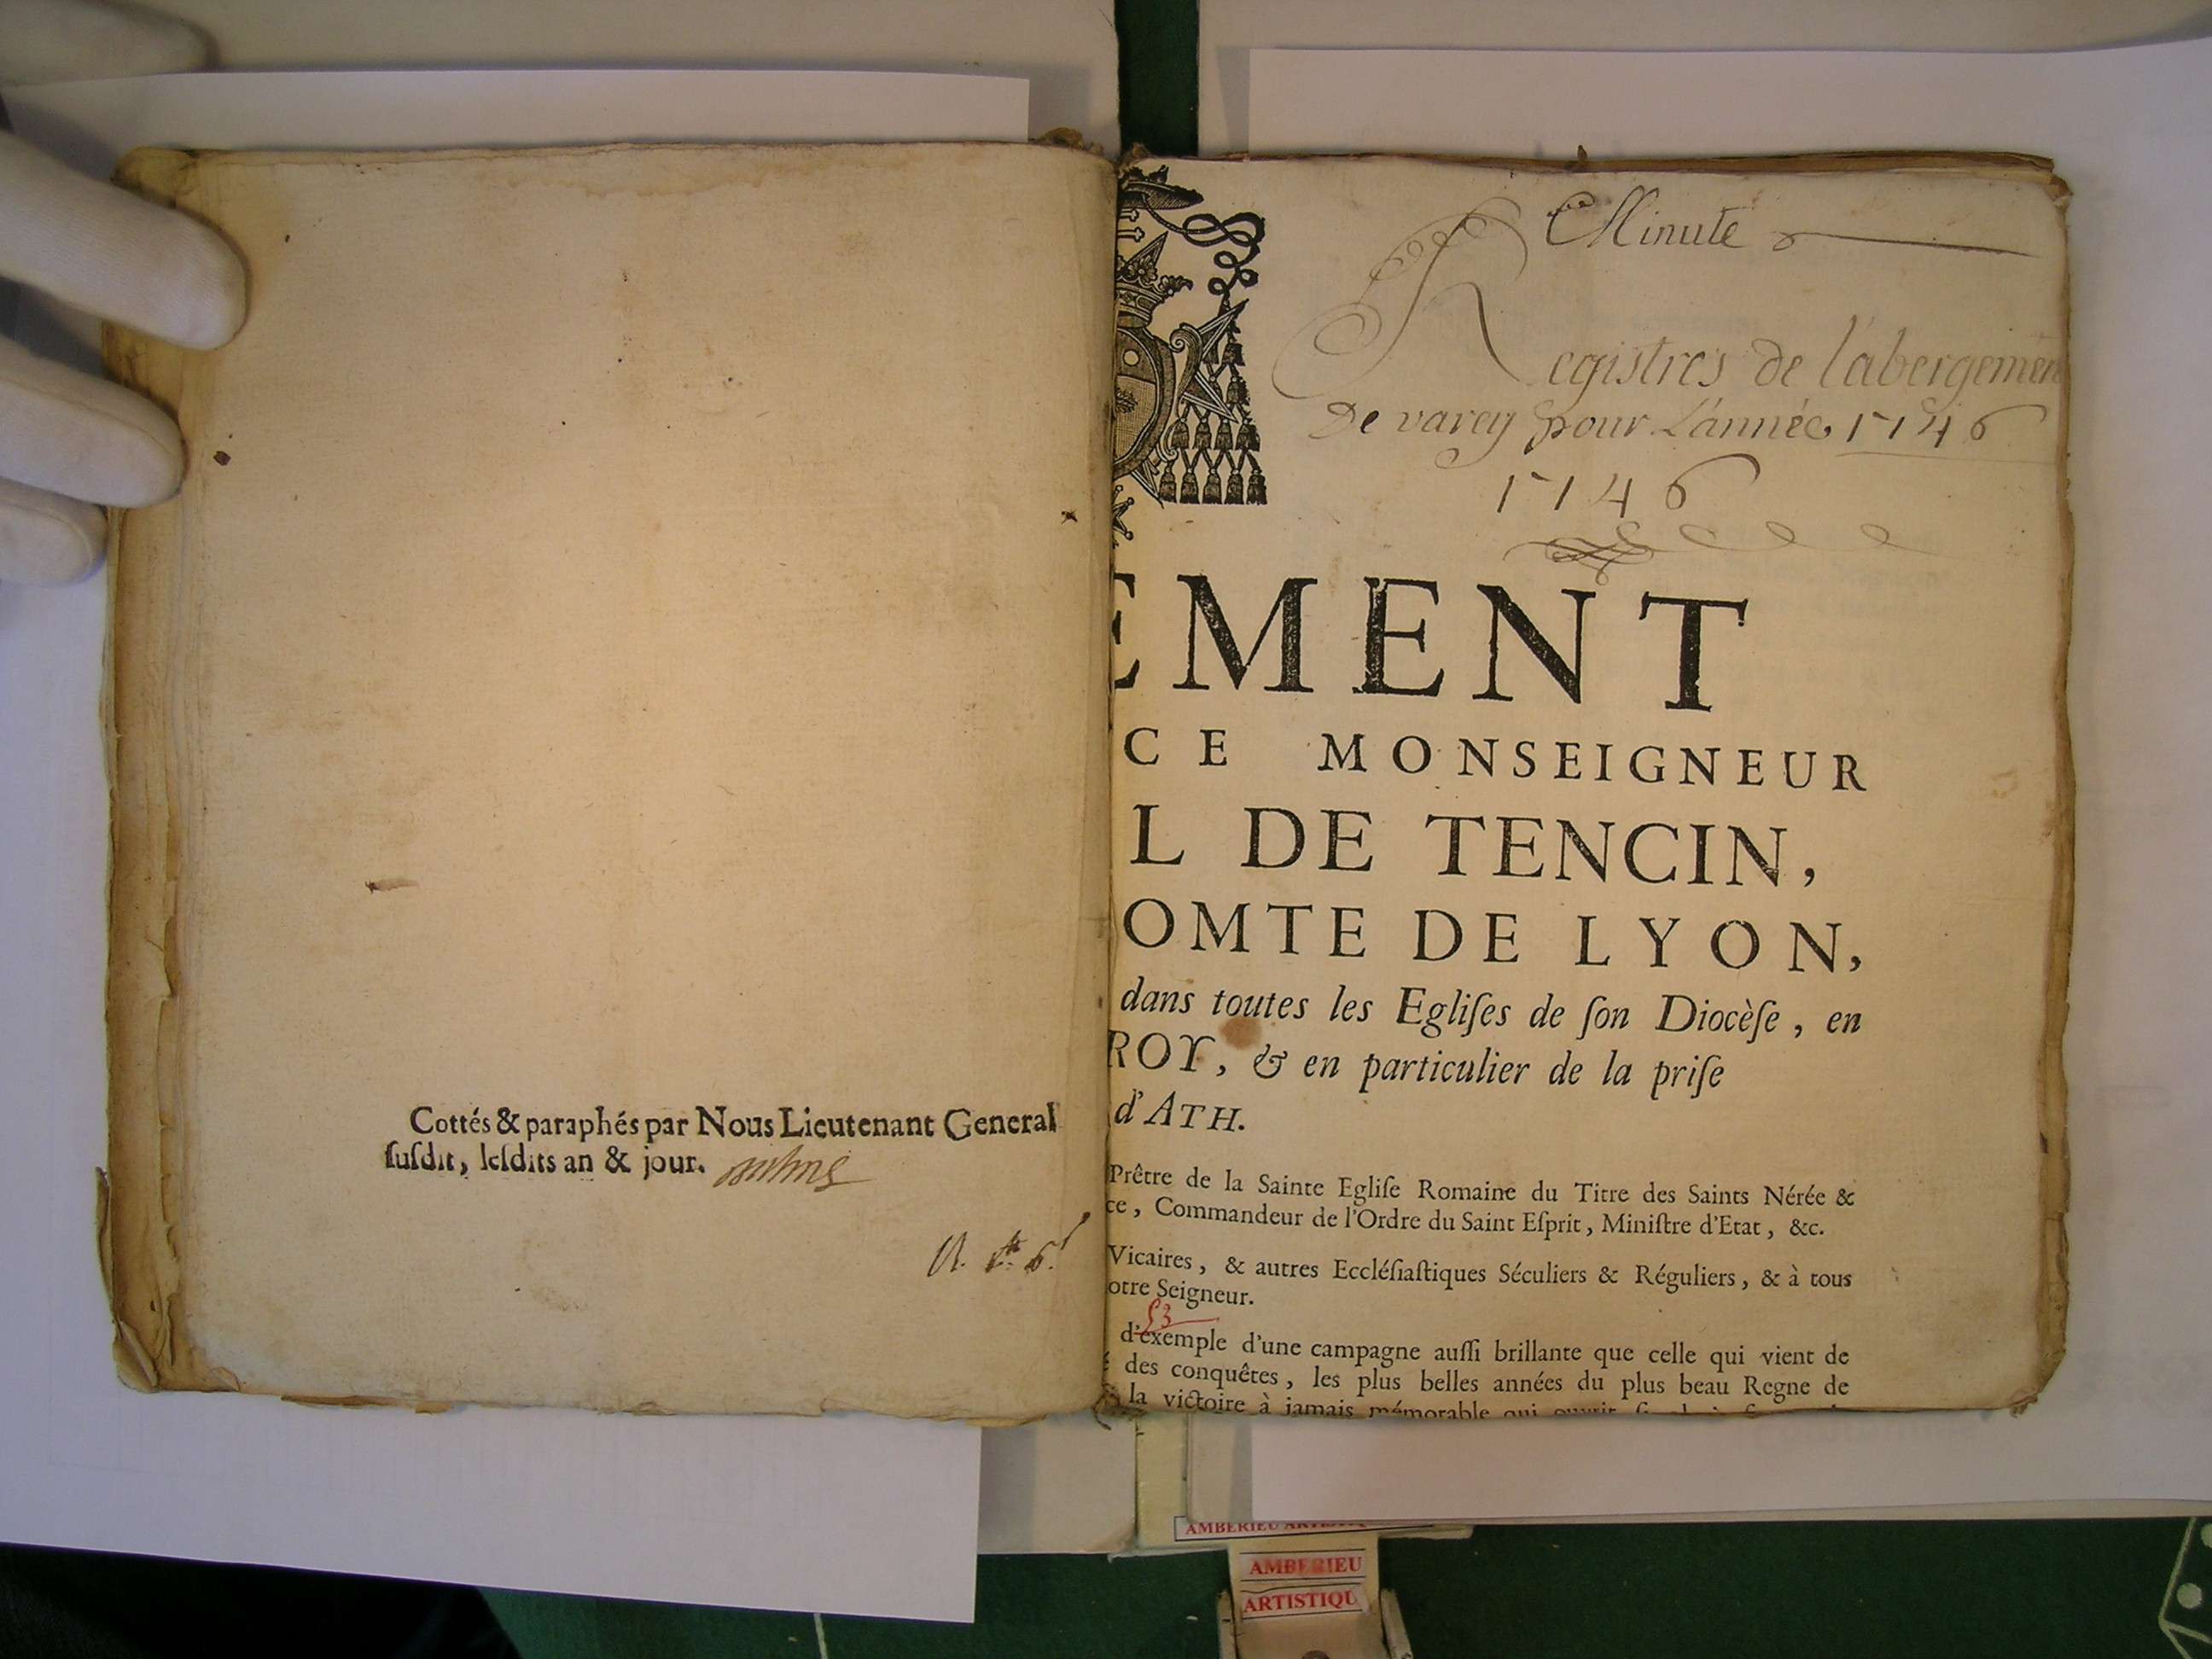 Cottés & paraphés par Nous Lieutenant General
ſuſdit, leſdits an & jour.
Minute
Registres de l'abergemen
De varey pour L'année 1746
1746
EMENT
CE MONSEIGNEUR
L DE TENCIN,
OMTE DE LYON,
dans toutes les Egliſes de ſon Diocèſe, en
ROY, & en particulier de la priſe
d'ATH.
Prêtre de la Sainte Egliſe Romaine du Titre des Saints Nérée &
ce, Commandeur de l'Ordre du Saint Eſprit, Miniſtre d'Etat, &c.
Vicaires, & autres Eccléſiaſtiques Séculiers & Réguliers, & à tous
otre Seigneur.
53
d'exemple d'une campagne auſſi brillante que celle qui vient de
des conquêtes, les plus belles années du plus beau Regne de
la victoire à jamais mémorable qui ouvrit
AMBERIEU
AMBERIEU
ARTISTIQU